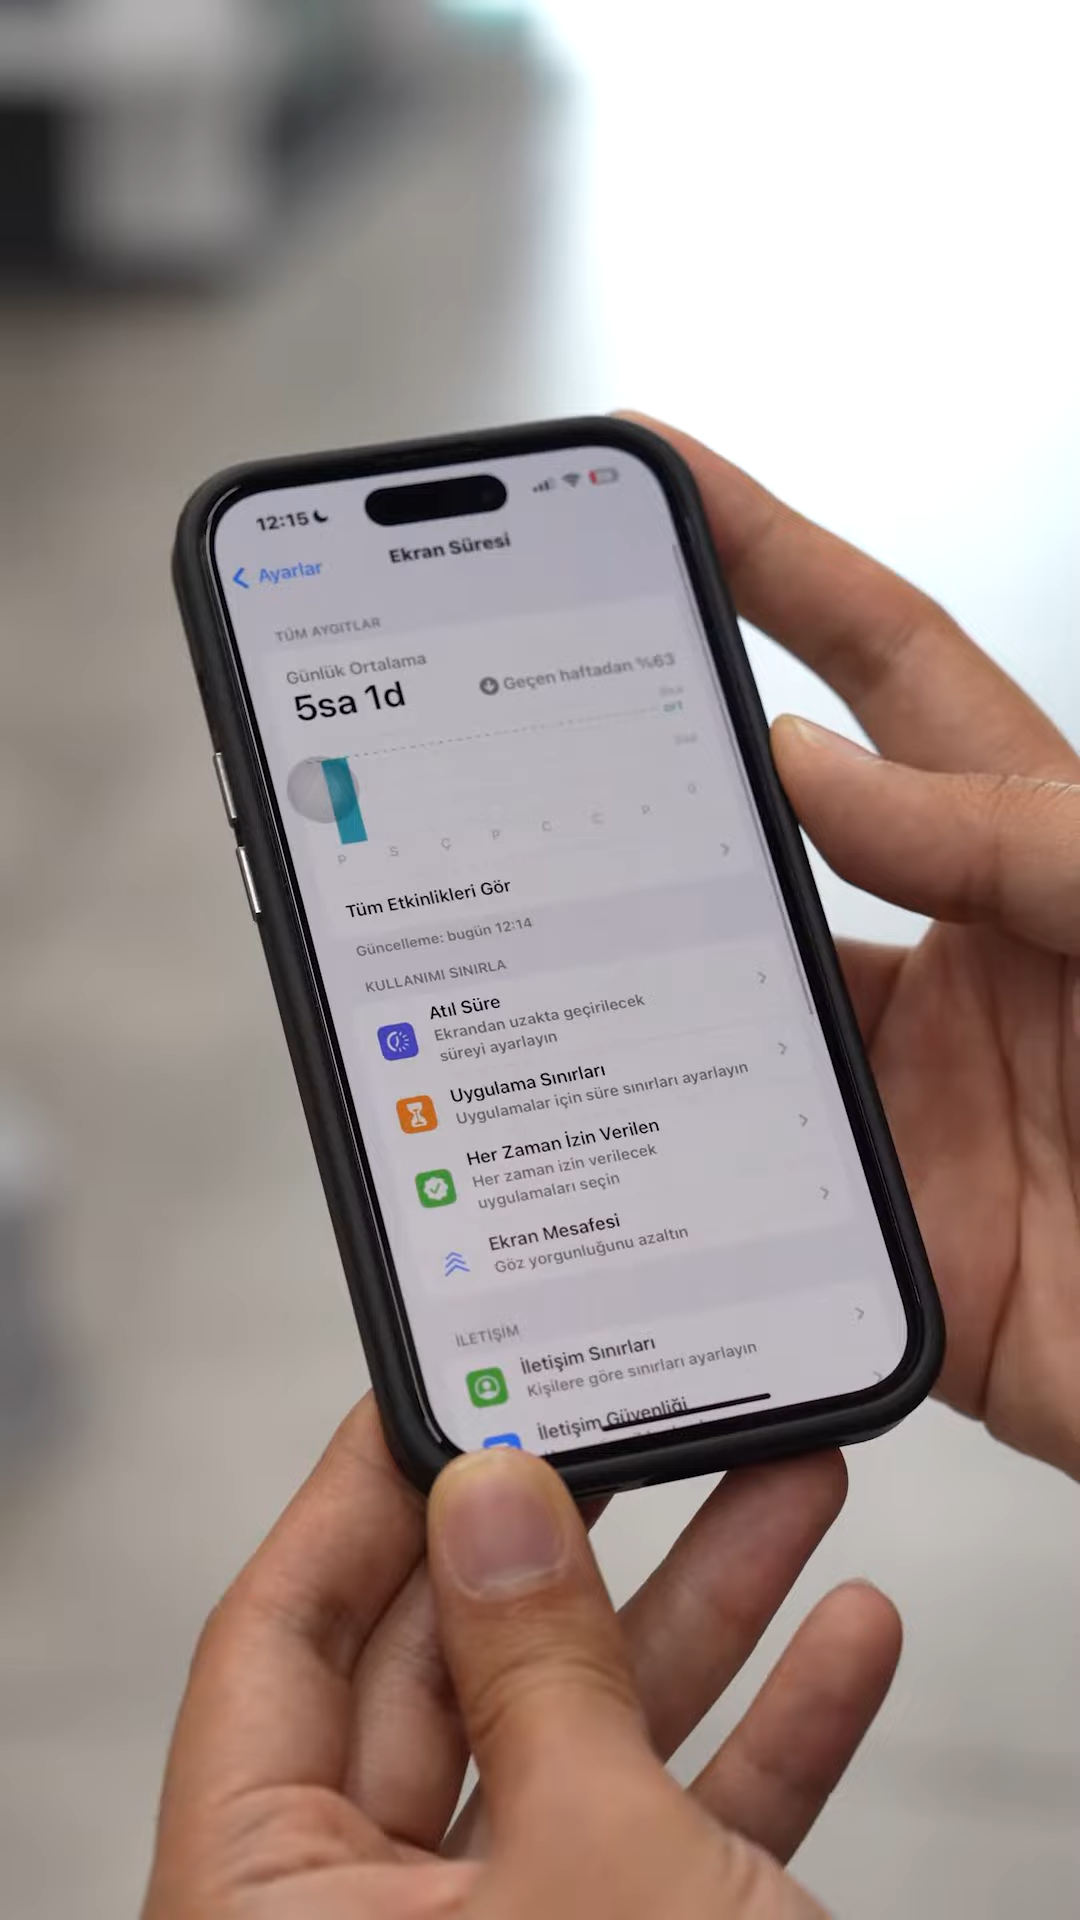 12:15
Ayarlar
Ekran Süresi
TÜM AYGITLAR
Günlük Ortalama
5sa 1d
Geçen haftadan %63
ort
P S Ç P C C P G
Tüm Etkinlikleri Gör
Güncelleme: bugün 12:14
KULLANIMI SINIRLA
Atıl Süre
Ekrandan uzakta geçirilecek
süreyi ayarlayın
Uygulama Sınırları
Uygulamalar için süre sınırları ayarlayın
Her Zaman İzin Verilen
Her zaman izin verilecek
uygulamaları seçin
Ekran Mesafesi
Göz yorgunluğunu azaltın
İLETİŞİM
İletişim Sınırları
Kişilere göre sınırları ayarlayın
İletişim Güvenliği